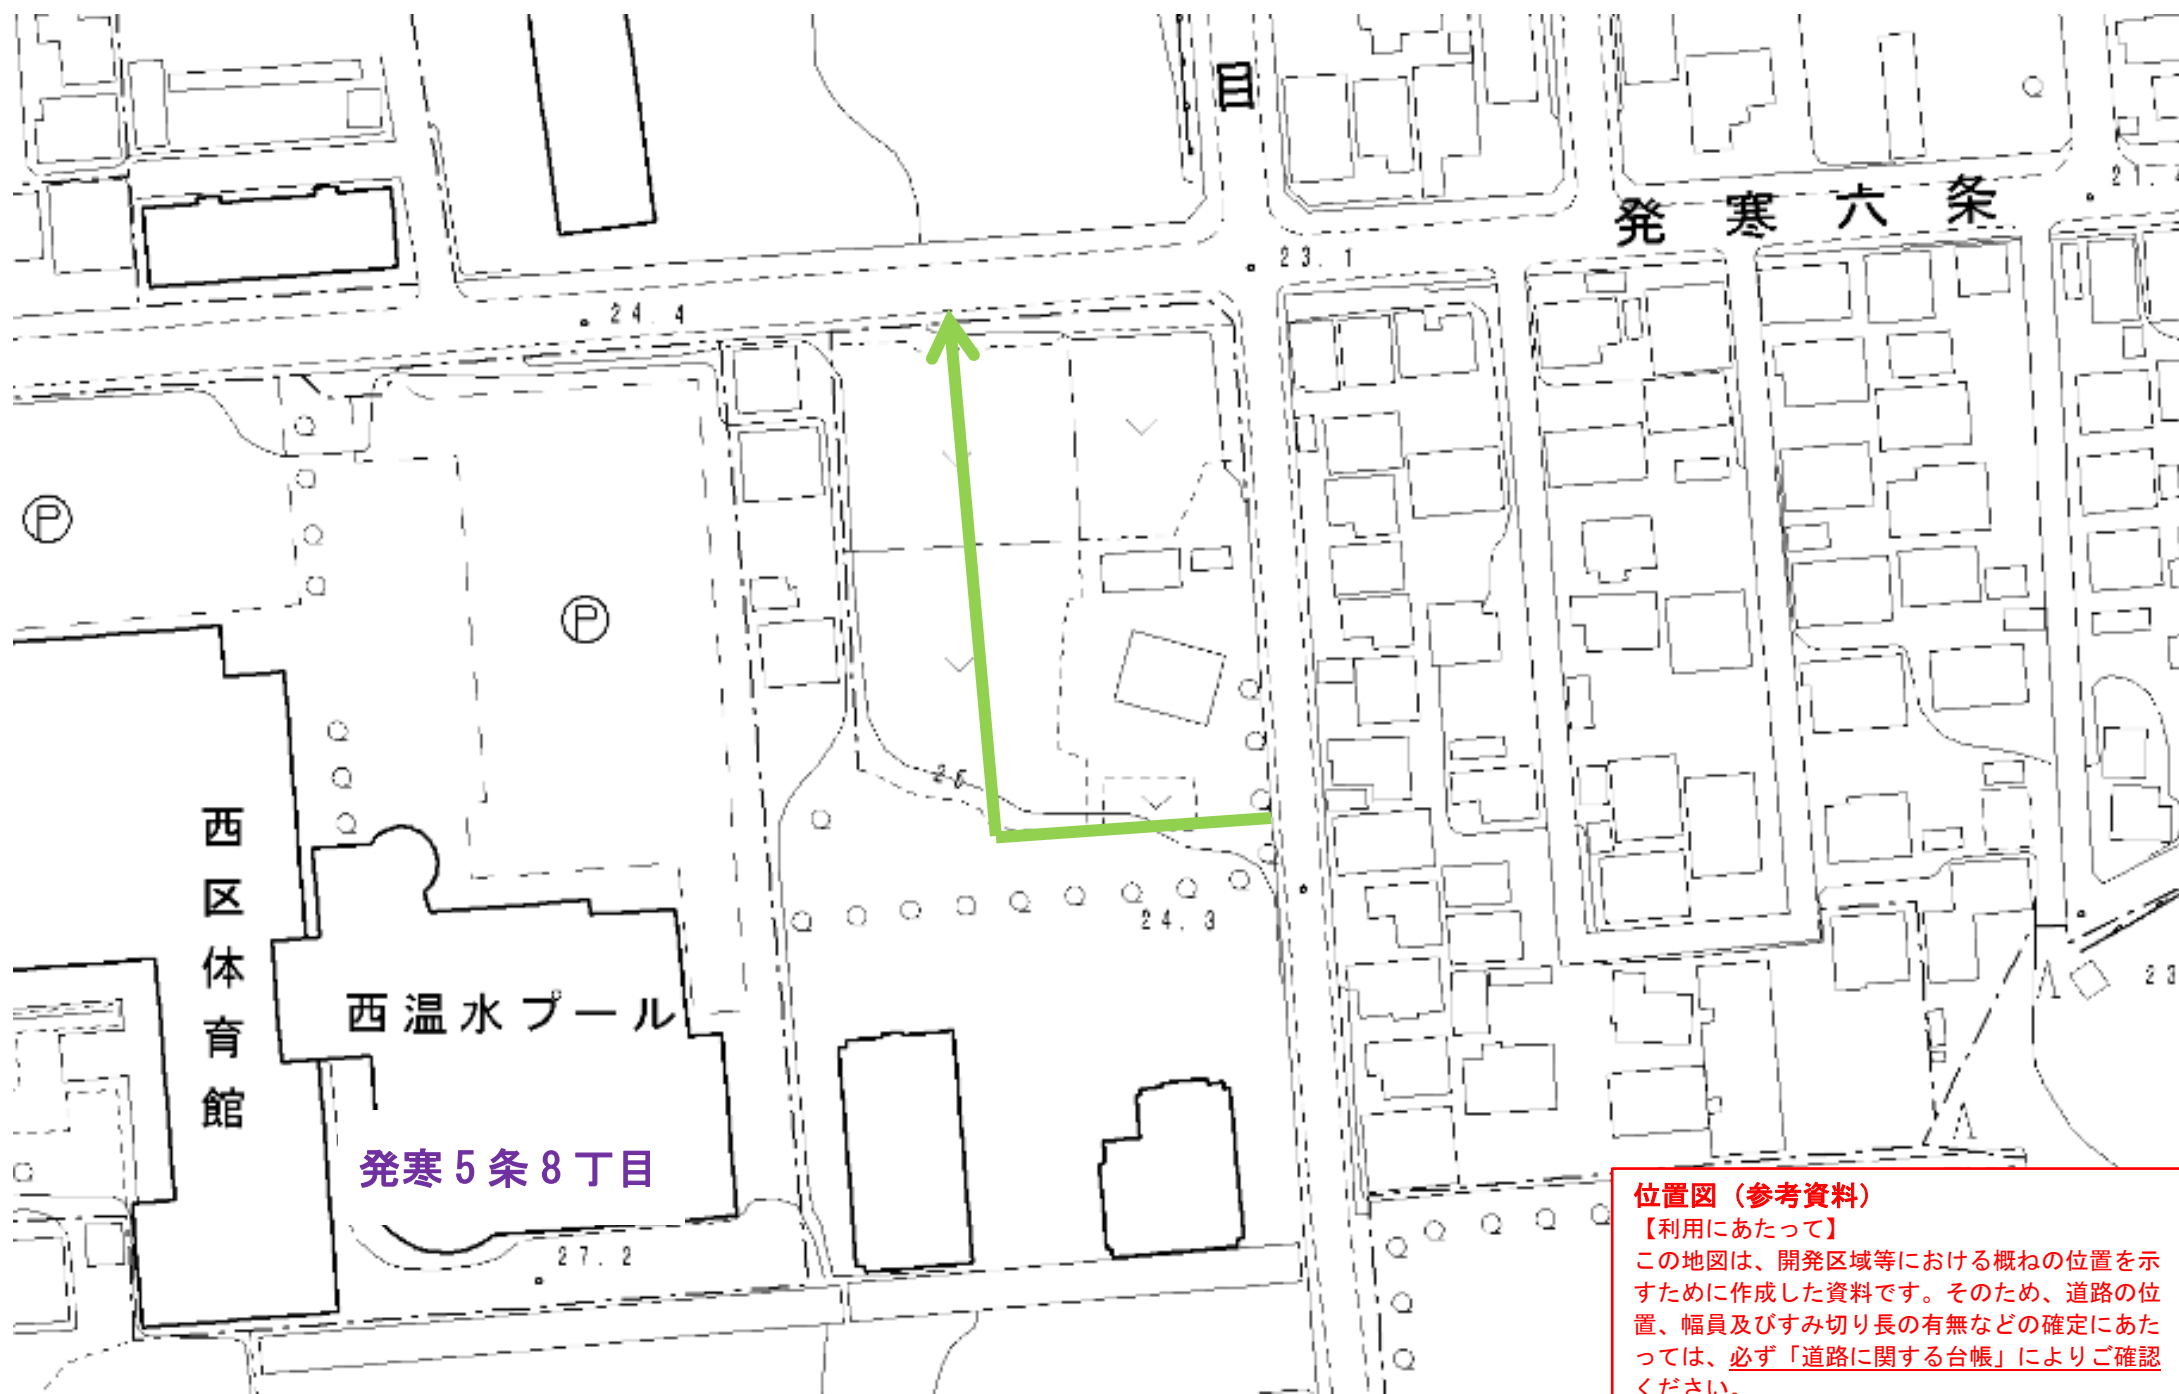 目
発寒六条
23.1
24.4
Ⓟ
Ⓟ
24.3
西区体育館
西温水プール
発寒5条8丁目
27.2
23
位置図（参考資料）
【利用にあたって】
この地図は、開発区域等における概ねの位置を示
すために作成した資料です。そのため、道路の位
置、幅員及びすみ切り長の有無などの確定にあた
っては、必ず「道路に関する台帳」によりご確認
ください。